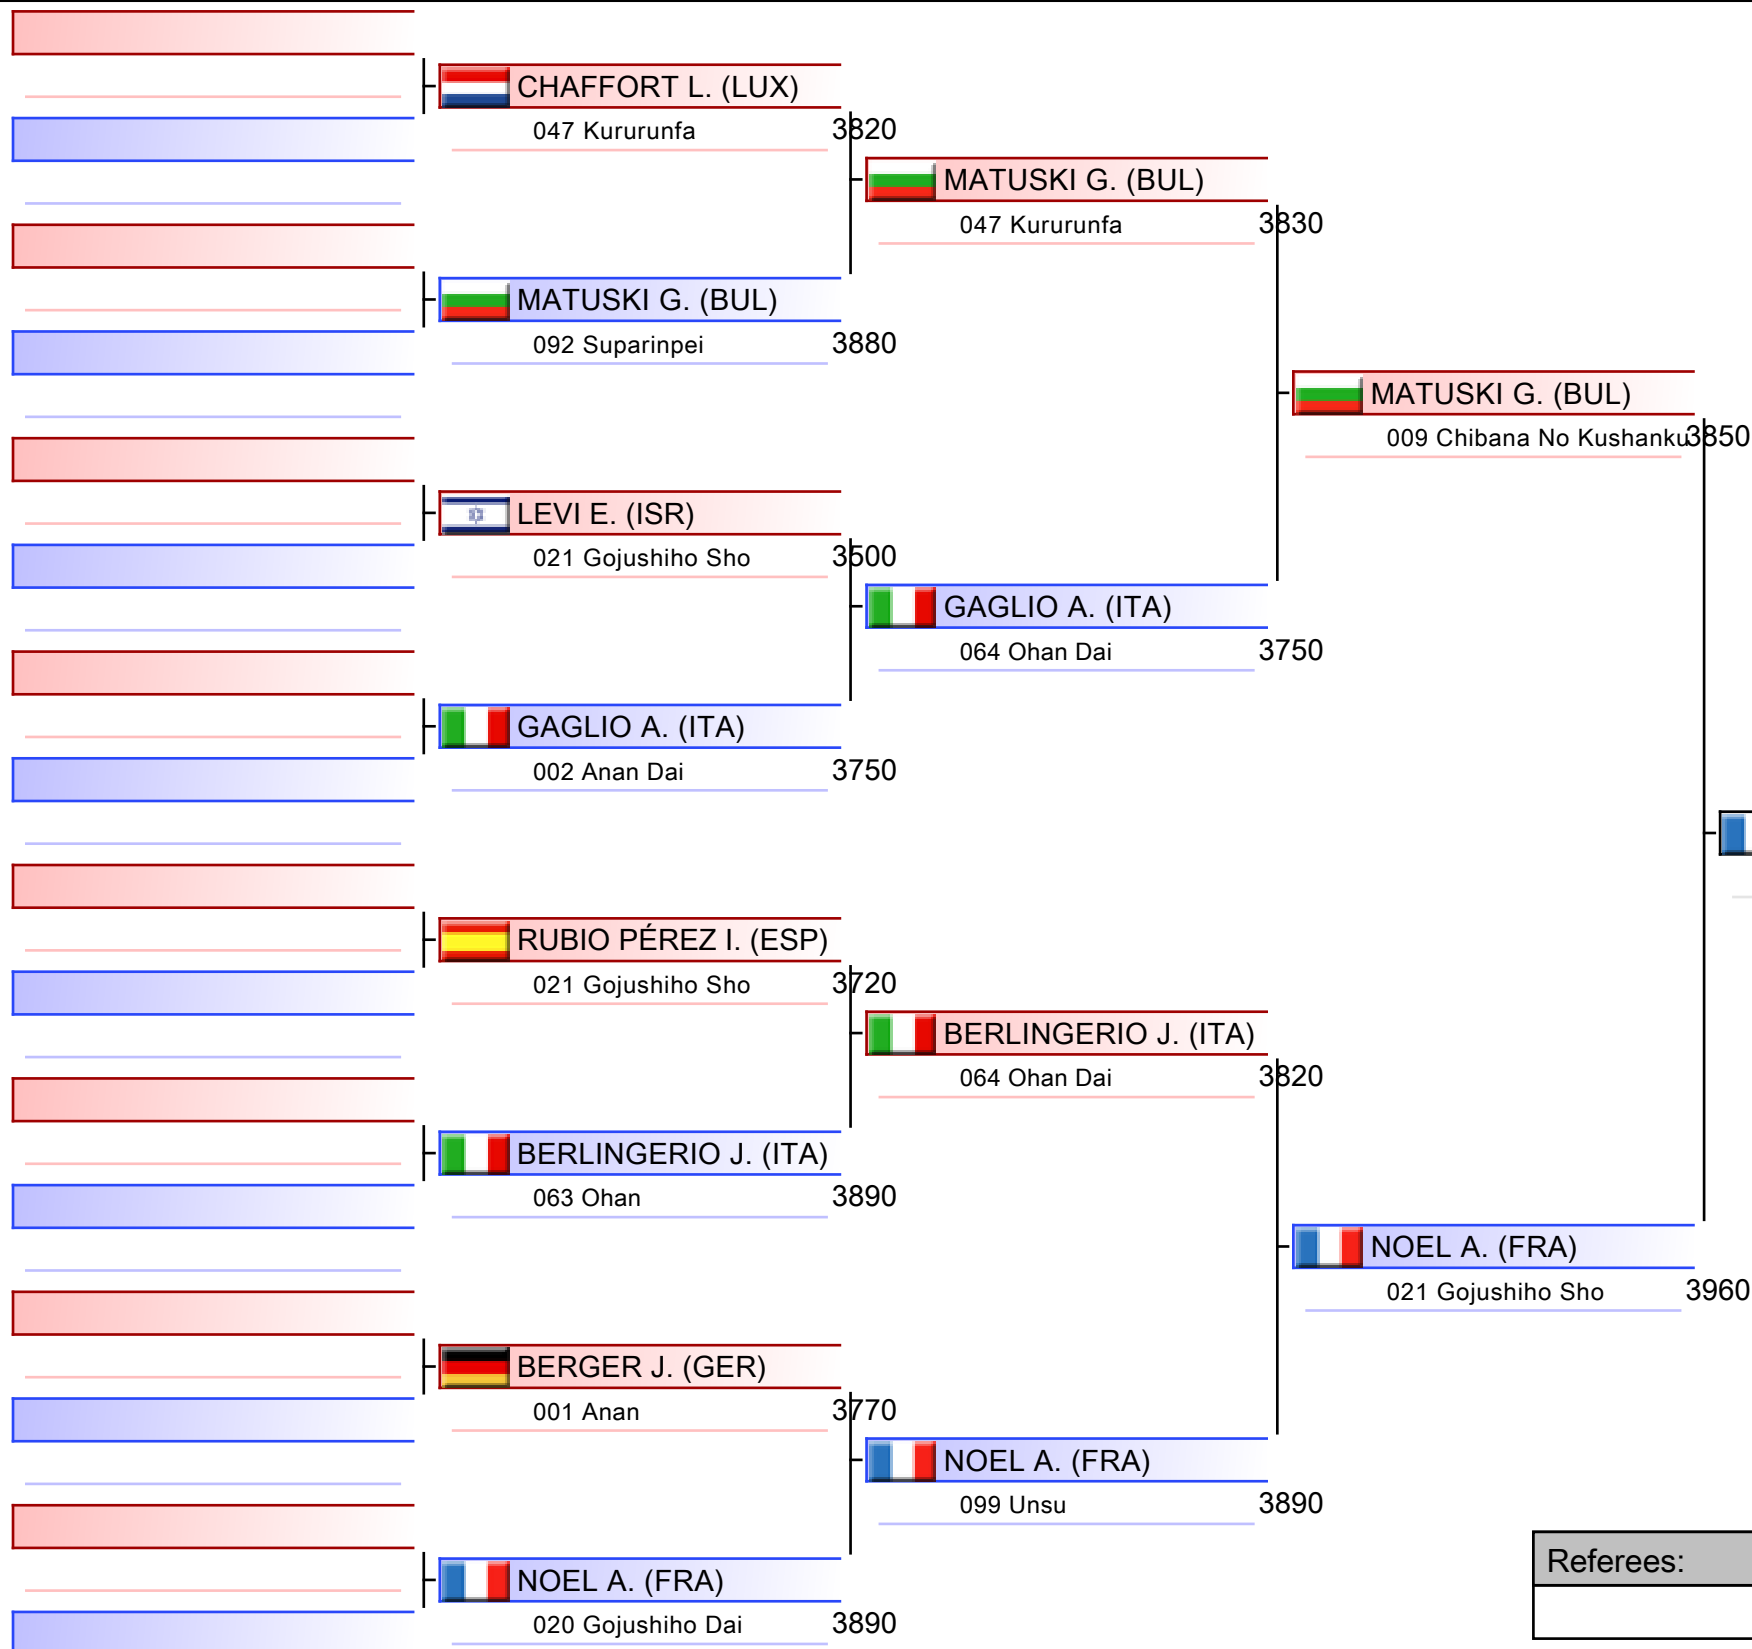 CHAFFORT L. (LUX)
047 Kururunfa 3820
MATUSKI G. (BUL)
047 Kururunfa 3830
MATUSKI G. (BUL)
092 Suparinpei 3880
MATUSKI G. (BUL)
009 Chibana No Kushanku 3850
LEVI E. (ISR)
021 Gojushiho Sho 3500
GAGLIO A. (ITA)
064 Ohan Dai 3750
GAGLIO A. (ITA)
002 Anan Dai 3750
RUBIO PÉREZ I. (ESP)
021 Gojushiho Sho 3720
BERLINGERIO J. (ITA)
064 Ohan Dai 3820
BERLINGERIO J. (ITA)
063 Ohan 3890
NOEL A. (FRA)
021 Gojushiho Sho 3960
BERGER J. (GER)
001 Anan 3770
NOEL A. (FRA)
099 Unsu 3890
Referees:
NOEL A. (FRA)
020 Gojushiho Dai 3890